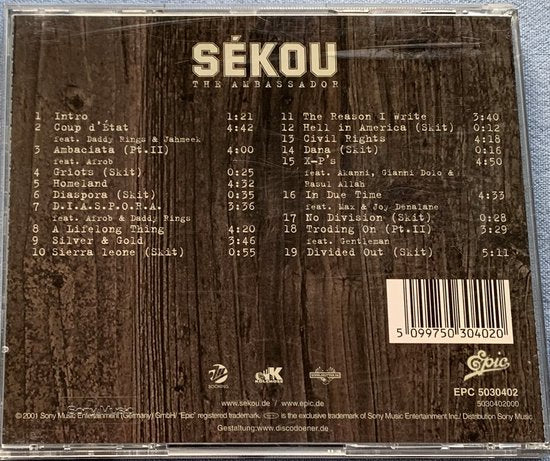 SÉKOU
THE AMBASSADOR
1 Intro 1:21
2 Coup d'État 4:42
feat. Daddy Rings & Jahmeek
3 Ambaciata (Pt.II) 4:00
feat. Afrob
4 Griots (Skit) 0:25
5 Homeland 4:32
6 Diaspora (Skit) 0:35
7 D.I.A.S.P.O.R.A. 3:36
feat. Afrob & Daddy Rings
8 A Lifelong Thing 4:20
9 Silver & Gold 3:46
10 Sierra leone (Skit) 0:55
11 The Reason I Write 3:40
12 Hell in America (Skit) 0:12
13 Civil Rights 4:18
14 Dana (Skit) 0:16
15 X-P's 4:50
feat. Akanni, Gianni Dolo &
Rasul Allah
16 In Due Time 4:33
feat. Max & Joy Denalane
17 No Division (Skit) 0:28
18 Troding On (Pt.II) 3:29
feat. Gentleman
19 Divided Out (Skit) 5:11
5 099750 304020
BOOKING
Epic
www.sekou.de / www.epic.de
EPC 5030402
5030402000
© 2001 Sony Music Entertainment (Germany) GmbH/ "Epic" registered trademark. is the exclusive trademark of Sony Music Entertainment Inc./ Distribution Sony Music
Gestaltung:www.discodoener.de